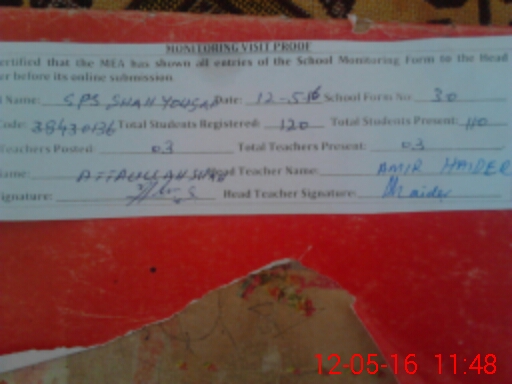 MONITORING VISIT PROOF
ertified that the MEA has shown all entries of the School Monitoring Form to the Head
er before its online submission
Name: GPS SHAH YOUSAF Date: 12-5-16 School Form No. 30
Code: 38430136 Total Students Registered: 120 Total Students Present: 110
Teachers Posted: 03 Total Teachers Present: 03
ame: ATTAULLAH d Teacher Name: AMIR HAIDER
ignature: Head Teacher Signature: Haider
12-05-16 11:48